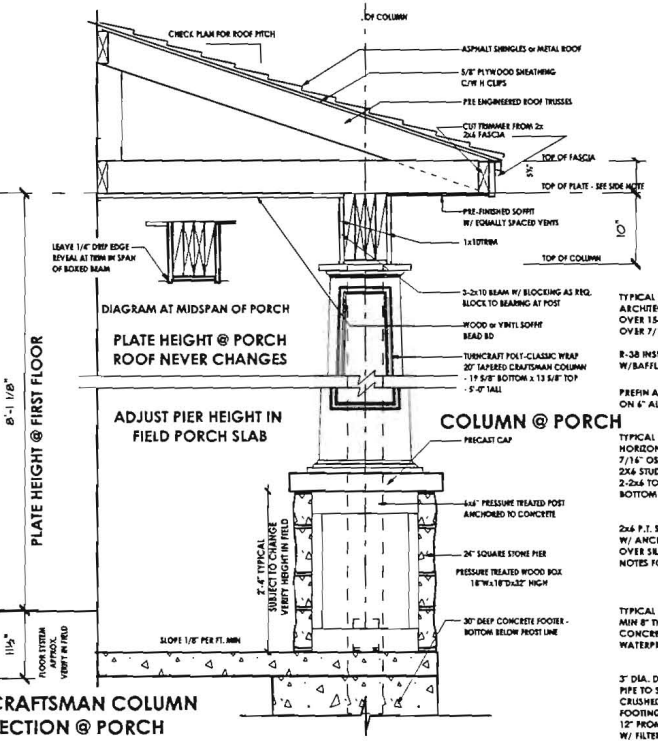 ℄ OF COLUMN
CHECK PLAN FOR ROOF PITCH
ASPHALT SHINGLES or METAL ROOF
5/8" PLYWOOD SHEATHING
C/W H CLIPS
PRE ENGINEERED ROOF TRUSSES
CUT TRIMMER FROM 2x
2x6 FASCIA
TOP OF FASCIA
5½"
TOP OF PLATE - SEE SIDE NOTE
PRE-FINISHED SOFFIT
W/ EQUALLY SPACED VENTS
10"
1x10 TRIM
TOP OF COLUMN
LEAVE 1/4" DRIP EDGE
REVEAL AT TRIM IN SPAN
OF BOXED BEAM
3-2x10 BEAM W/ BLOCKING AS REQ.
BLOCK TO BEARING AT POST
DIAGRAM AT MIDSPAN OF PORCH
WOOD or VINYL SOFFIT
BEAD BD
PLATE HEIGHT @ PORCH
ROOF NEVER CHANGES
TURNCRAFT POLY-CLASSIC WRAP
20" TAPERED CRAFTSMAN COLUMN
- 19 5/8" BOTTOM x 13 5/8" TOP
- 5'-0" TALL
8'-1 1/8"
PLATE HEIGHT @ FIRST FLOOR
ADJUST PIER HEIGHT IN
FIELD PORCH SLAB
COLUMN @ PORCH
PRECAST CAP
6x6" PRESSURE TREATED POST
ANCHORED TO CONCRETE
2'-4" TYPICAL
SUBJECT TO CHANGE
VERIFY HEIGHT IN FIELD
24" SQUARE STONE PIER
PRESSURE TREATED WOOD BOX
18"Wx18"Dx32" HIGH
30" DEEP CONCRETE FOOTER -
BOTTOM BELOW FROST LINE
11½"
FLOOR SYSTEM
APPROX.
VERIFY IN FIELD
SLOPE 1/8" PER FT. MIN
CRAFTSMAN COLUMN
ECTION @ PORCH
TYPICAL
ARCHITE
OVER 15
OVER 7/
R-38 INS
W/BAFFL
PREFIN A
ON 6" AL
TYPICAL
HORIZON
7/16" OS
2X6 STUD
2-2x6 TO
BOTTOM
2x6 P.T. S
W/ ANCH
OVER SIL
NOTES FO
TYPICAL
MIN 8" TH
CONCRE
WATERPR
3" DIA. D
PIPE TO S
CRUSHED
FOOTING
12" FROM
W/ FILTER